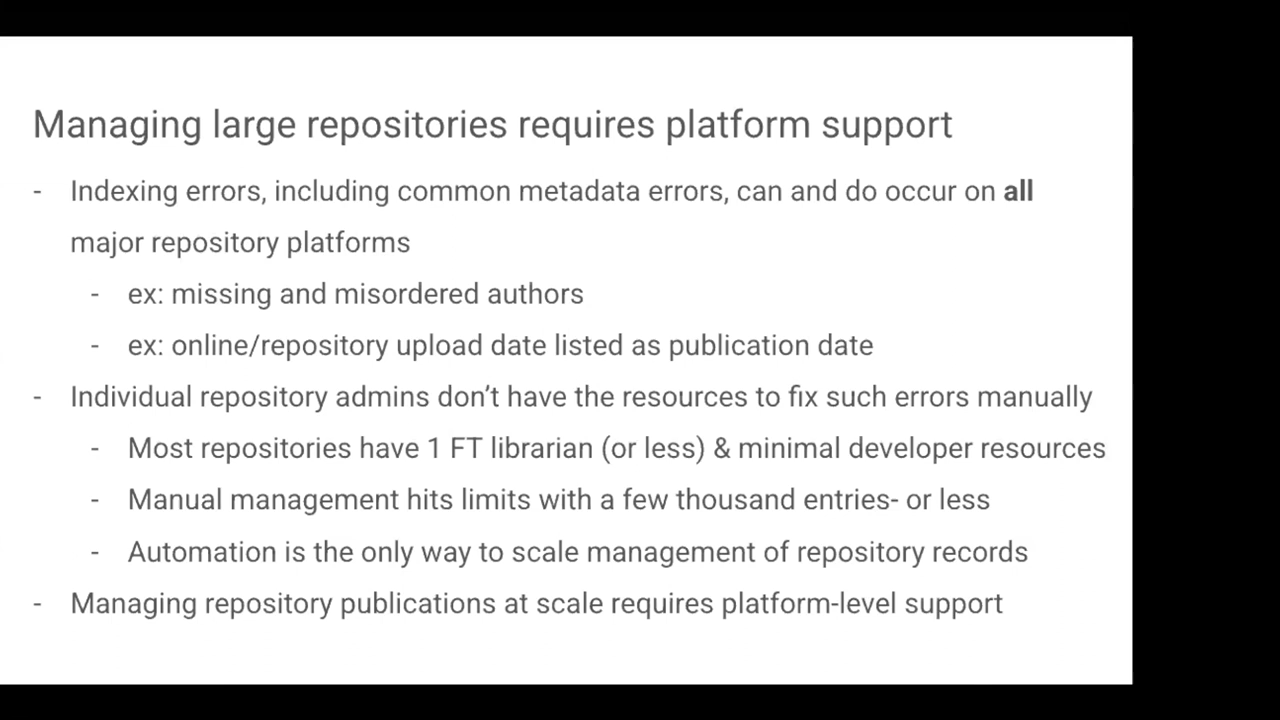 Managing large repositories requires platform support
- Indexing errors, including common metadata errors, can and do occur on all
major repository platforms
- ex: missing and misordered authors
- ex: online/repository upload date listed as publication date
- Individual repository admins don’t have the resources to fix such errors manually
- Most repositories have 1 FT librarian (or less) & minimal developer resources
- Manual management hits limits with a few thousand entries- or less
- Automation is the only way to scale management of repository records
- Managing repository publications at scale requires platform-level support